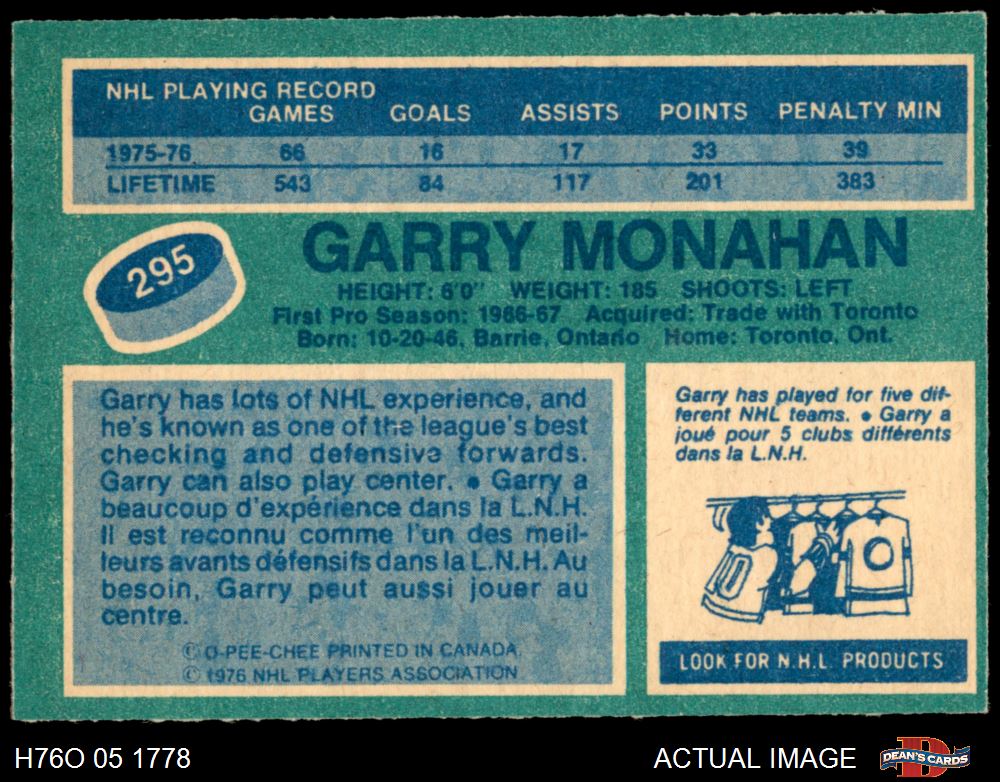 NHL PLAYING RECORD
GAMES GOALS ASSISTS POINTS PENALTY MIN
1975-76 66 16 17 33 39
LIFETIME 543 84 117 201 383
295
GARRY MONAHAN
HEIGHT: 6'0" WEIGHT: 185 SHOOTS: LEFT
First Pro Season: 1966-67 Acquired: Trade with Toronto
Born: 10-20-46, Barrie, Ontario Home: Toronto, Ont.
Garry has lots of NHL experience, and
he's known as one of the league's best
checking and defensive forwards.
Garry can also play center. • Garry a
beaucoup d'expérience dans la L.N.H.
Il est reconnu comme l'un des meil-
leurs avants défensifs dans la L.N.H. Au
besoin, Garry peut aussi jouer au
centre.
© O-PEE-CHEE PRINTED IN CANADA
© 1976 NHL PLAYERS ASSOCIATION
Garry has played for five dif-
ferent NHL teams. • Garry a
joué pour 5 clubs différents
dans la L.N.H.
LOOK FOR N.H.L. PRODUCTS
H76O 05 1778
ACTUAL IMAGE
D
DEAN'S CARDS